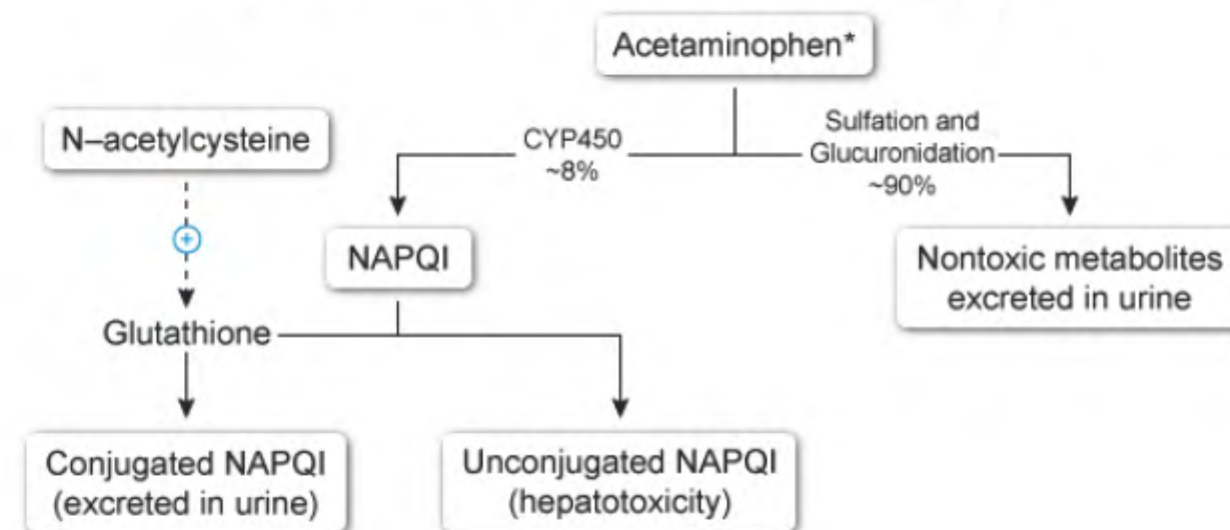 Acetaminophen*
N–acetylcysteine
CYP450
~8%
Sulfation and
Glucuronidation
~90%
+
NAPQI
Nontoxic metabolites
excreted in urine
Glutathione
Conjugated NAPQI
(excreted in urine)
Unconjugated NAPQI
(hepatotoxicity)